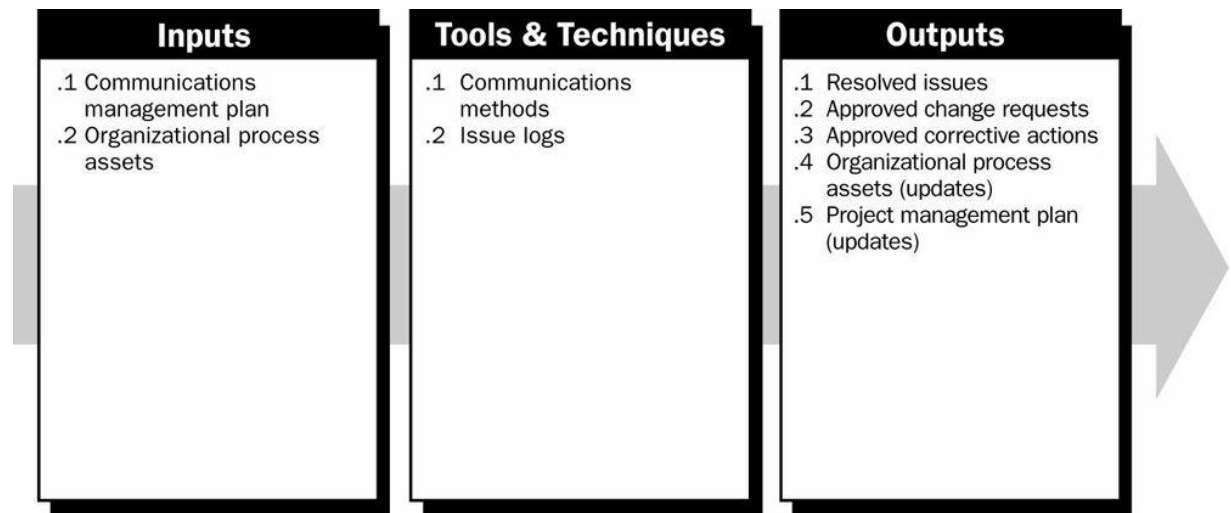 Inputs
.1 Communications
management plan
.2 Organizational process
assets
Tools & Techniques
.1 Communications
methods
.2 Issue logs
Outputs
.1 Resolved issues
.2 Approved change requests
.3 Approved corrective actions
.4 Organizational process
assets (updates)
.5 Project management plan
(updates)